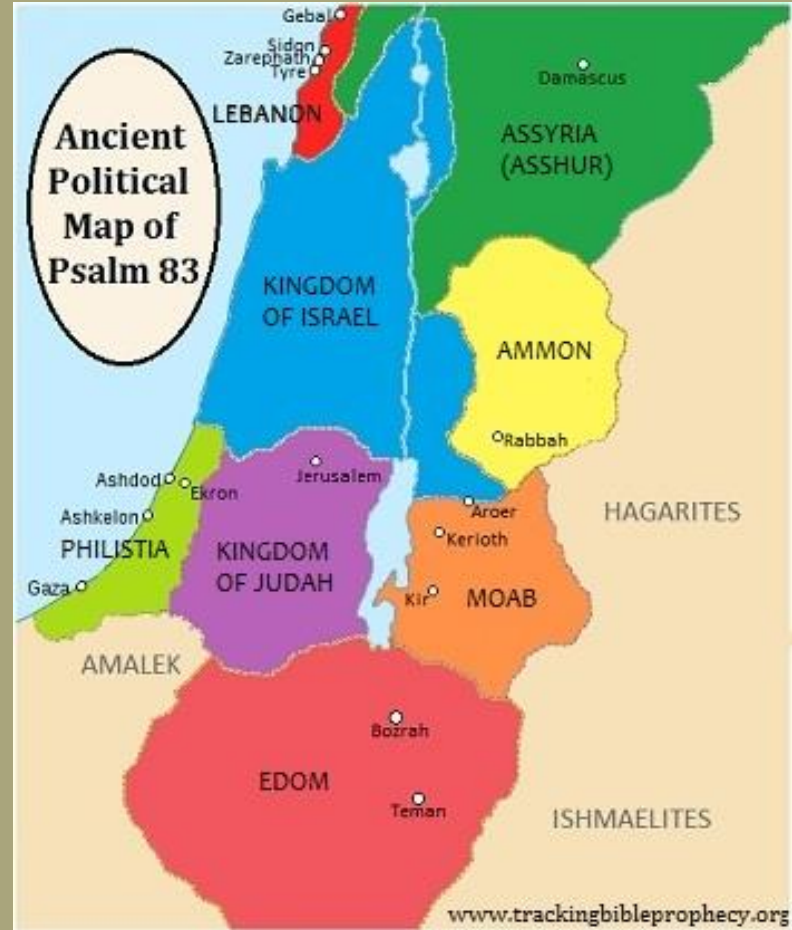 Ancient
Political
Map of
Psalm 83
Gebal
Sidon
Zarephath
Tyre
LEBANON
Damascus
ASSYRIA
(ASSHUR)
KINGDOM
OF ISRAEL
AMMON
Rabbah
Ashdod
Ekron
Jerusalem
Ashkelon
Aroer
HAGARITES
PHILISTIA
KINGDOM
OF JUDAH
Kerioth
Gaza
Kir
MOAB
AMALEK
Bozrah
EDOM
Teman
ISHMAELITES
www.trackingbibleprophecy.org